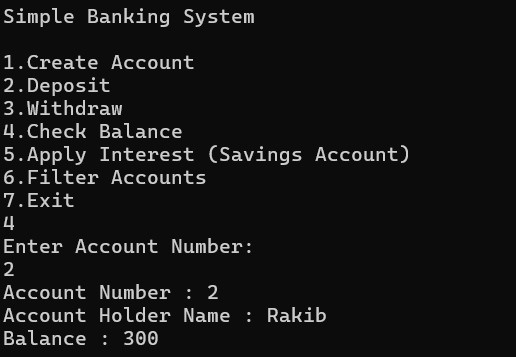 Simple Banking System
1.Create Account
2.Deposit
3.Withdraw
4.Check Balance
5.Apply Interest (Savings Account)
6.Filter Accounts
7.Exit
4
Enter Account Number:
2
Account Number : 2
Account Holder Name : Rakib
Balance : 300